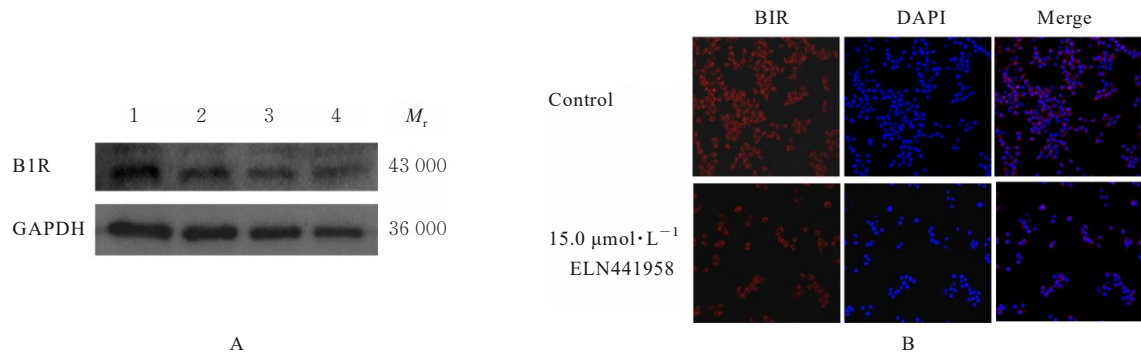 1 2 3 4 Mr
B1R 43 000
GAPDH 36 000
A
BIR DAPI Merge
Control
15.0 μmol·L⁻¹
ELN441958
B